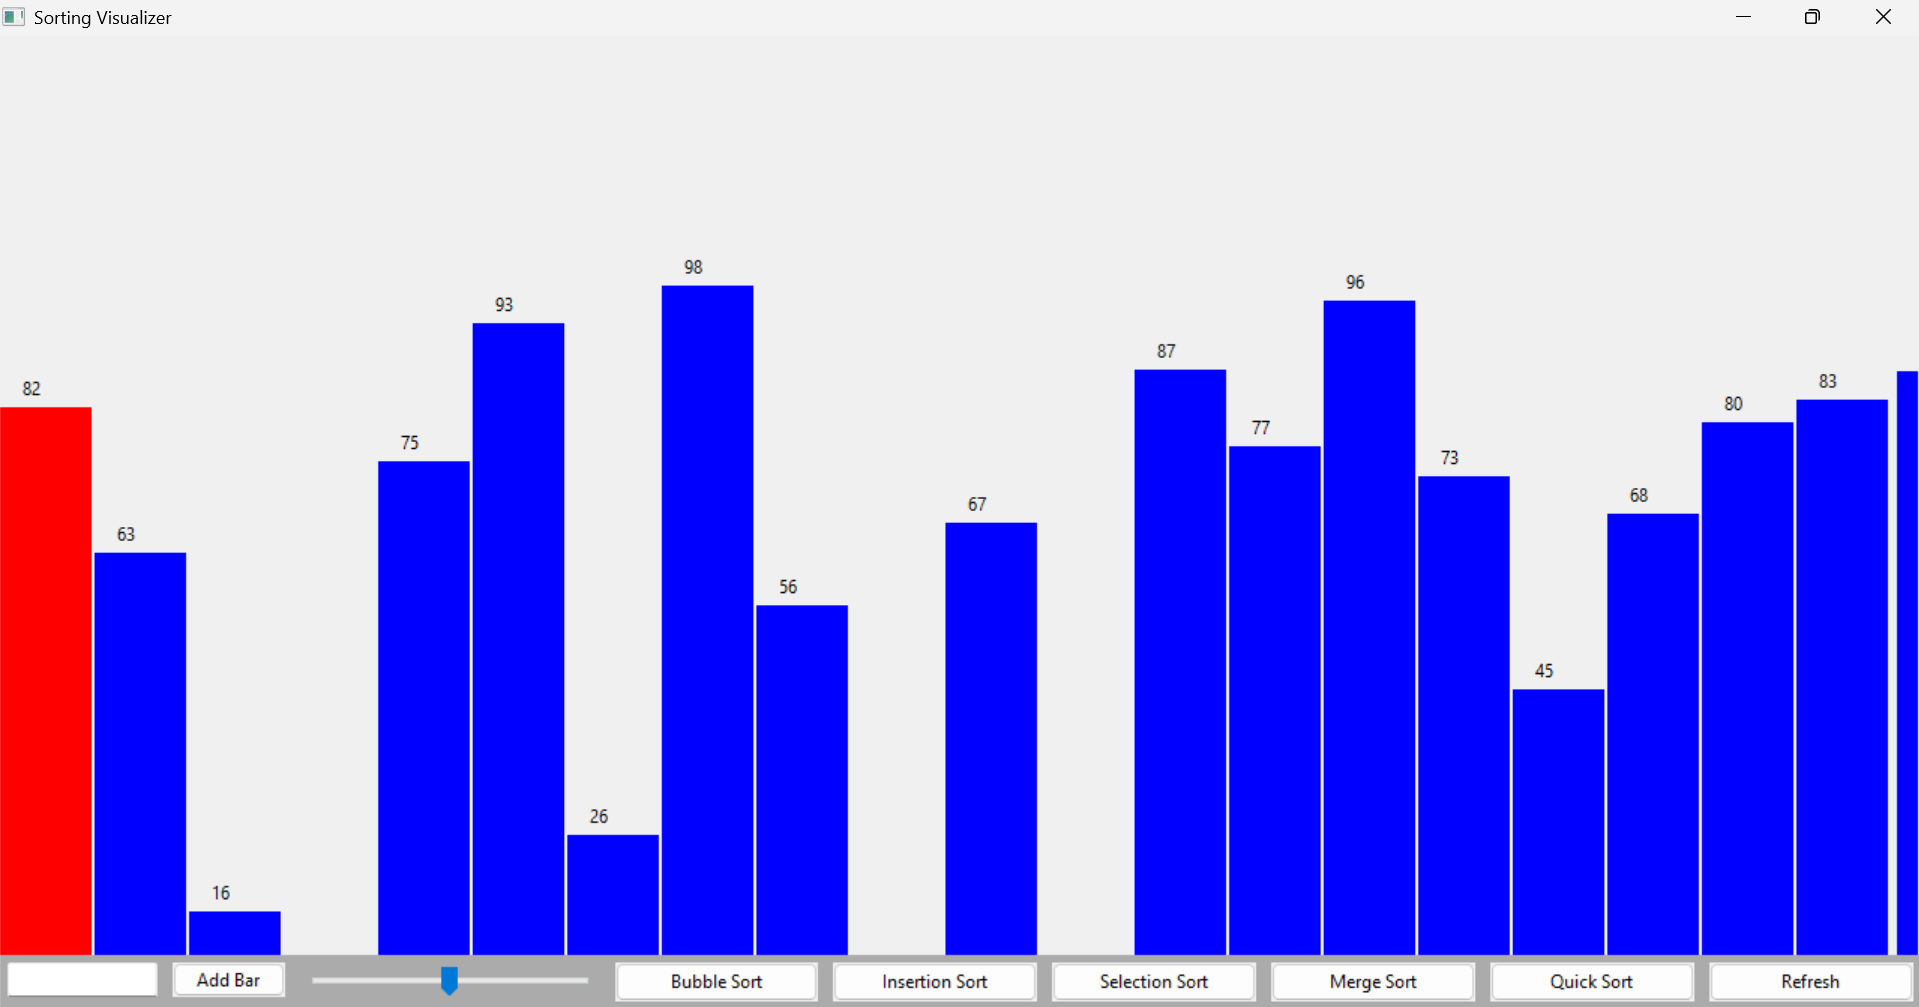 Sorting Visualizer
82
63
16
75
93
26
98
56
67
87
77
96
73
45
68
80
83
Add Bar
Bubble Sort
Insertion Sort
Selection Sort
Merge Sort
Quick Sort
Refresh